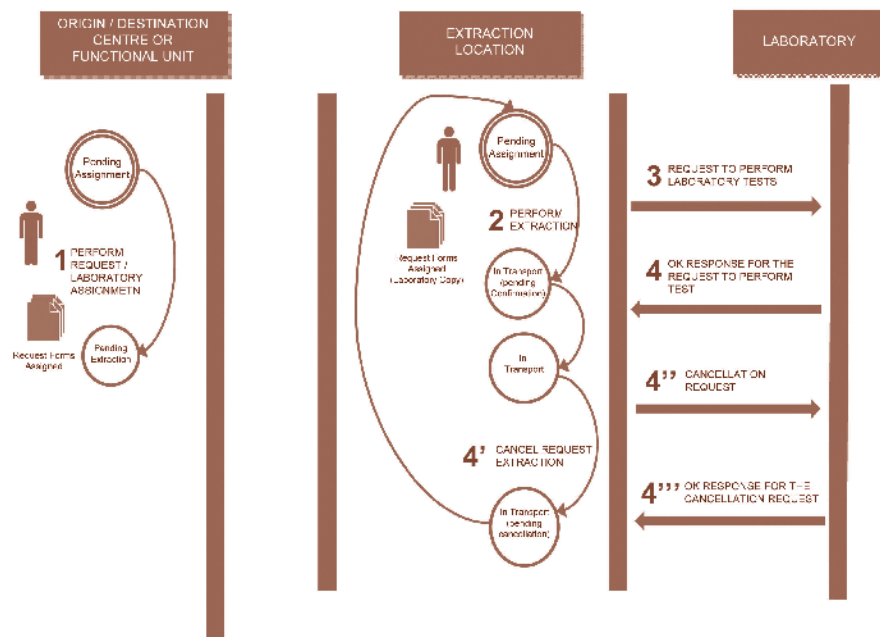 ORIGIN / DESTINATION
CENTRE OR
FUNCTIONAL UNIT
EXTRACTION
LOCATION
LABORATORY
Pending
Assignment
1 PERFORM
REQUEST /
LABORATORY
ASSIGNMETN
Request Forms
Assigned
Pending
Extraction
Pending
Assignment
2 PERFORM
EXTRACTION
Request Forms
Assigned
(Laboratory Copy)
In Transport
(pending
Confirmation)
In
Transport
4' CANCEL REQUEST
EXTRACTION
In Transport
(pending
cancellation)
3 REQUEST TO PERFORM
LABORATORY TESTS
4 OK RESPONSE FOR THE
REQUEST TO PERFORM
TEST
4'' CANCELLATION
REQUEST
4''' OK RESPONSE FOR THE
CANCELLATION REQUEST